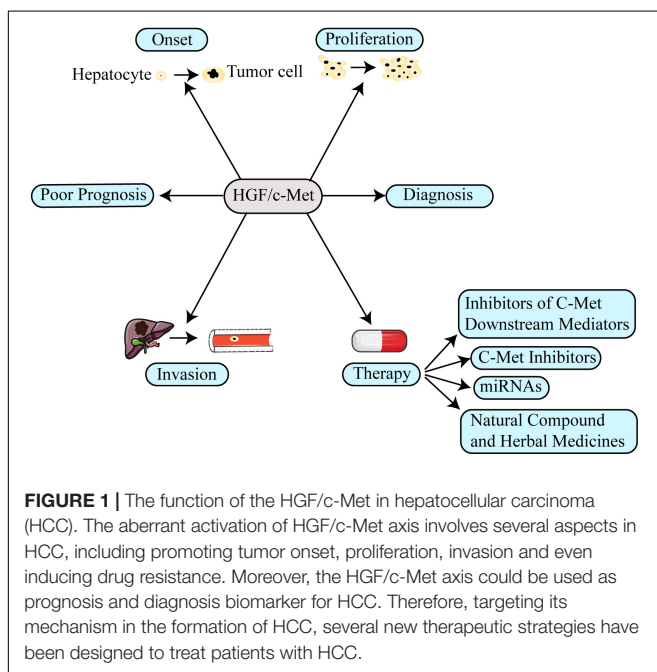 Onset
Proliferation
Hepatocyte
Tumor cell
Poor Prognosis
HGF/c-Met
Diagnosis
Invasion
Therapy
Inhibitors of C-Met
Downstream Mediators
C-Met Inhibitors
miRNAs
Natural Compound
and Herbal Medicines
FIGURE 1 | The function of the HGF/c-Met in hepatocellular carcinoma
(HCC). The aberrant activation of HGF/c-Met axis involves several aspects in
HCC, including promoting tumor onset, proliferation, invasion and even
inducing drug resistance. Moreover, the HGF/c-Met axis could be used as
prognosis and diagnosis biomarker for HCC. Therefore, targeting its
mechanism in the formation of HCC, several new therapeutic strategies have
been designed to treat patients with HCC.